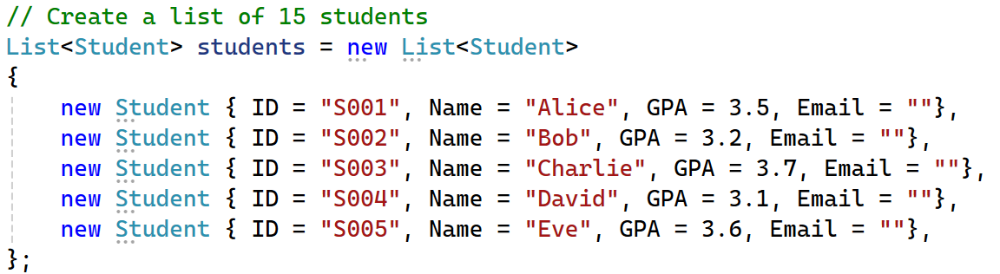 // Create a list of 15 students
List<Student> students = new List<Student>
{
    new Student { ID = "S001", Name = "Alice", GPA = 3.5, Email = ""},
    new Student { ID = "S002", Name = "Bob", GPA = 3.2, Email = ""},
    new Student { ID = "S003", Name = "Charlie", GPA = 3.7, Email = ""},
    new Student { ID = "S004", Name = "David", GPA = 3.1, Email = ""},
    new Student { ID = "S005", Name = "Eve", GPA = 3.6, Email = ""},
};